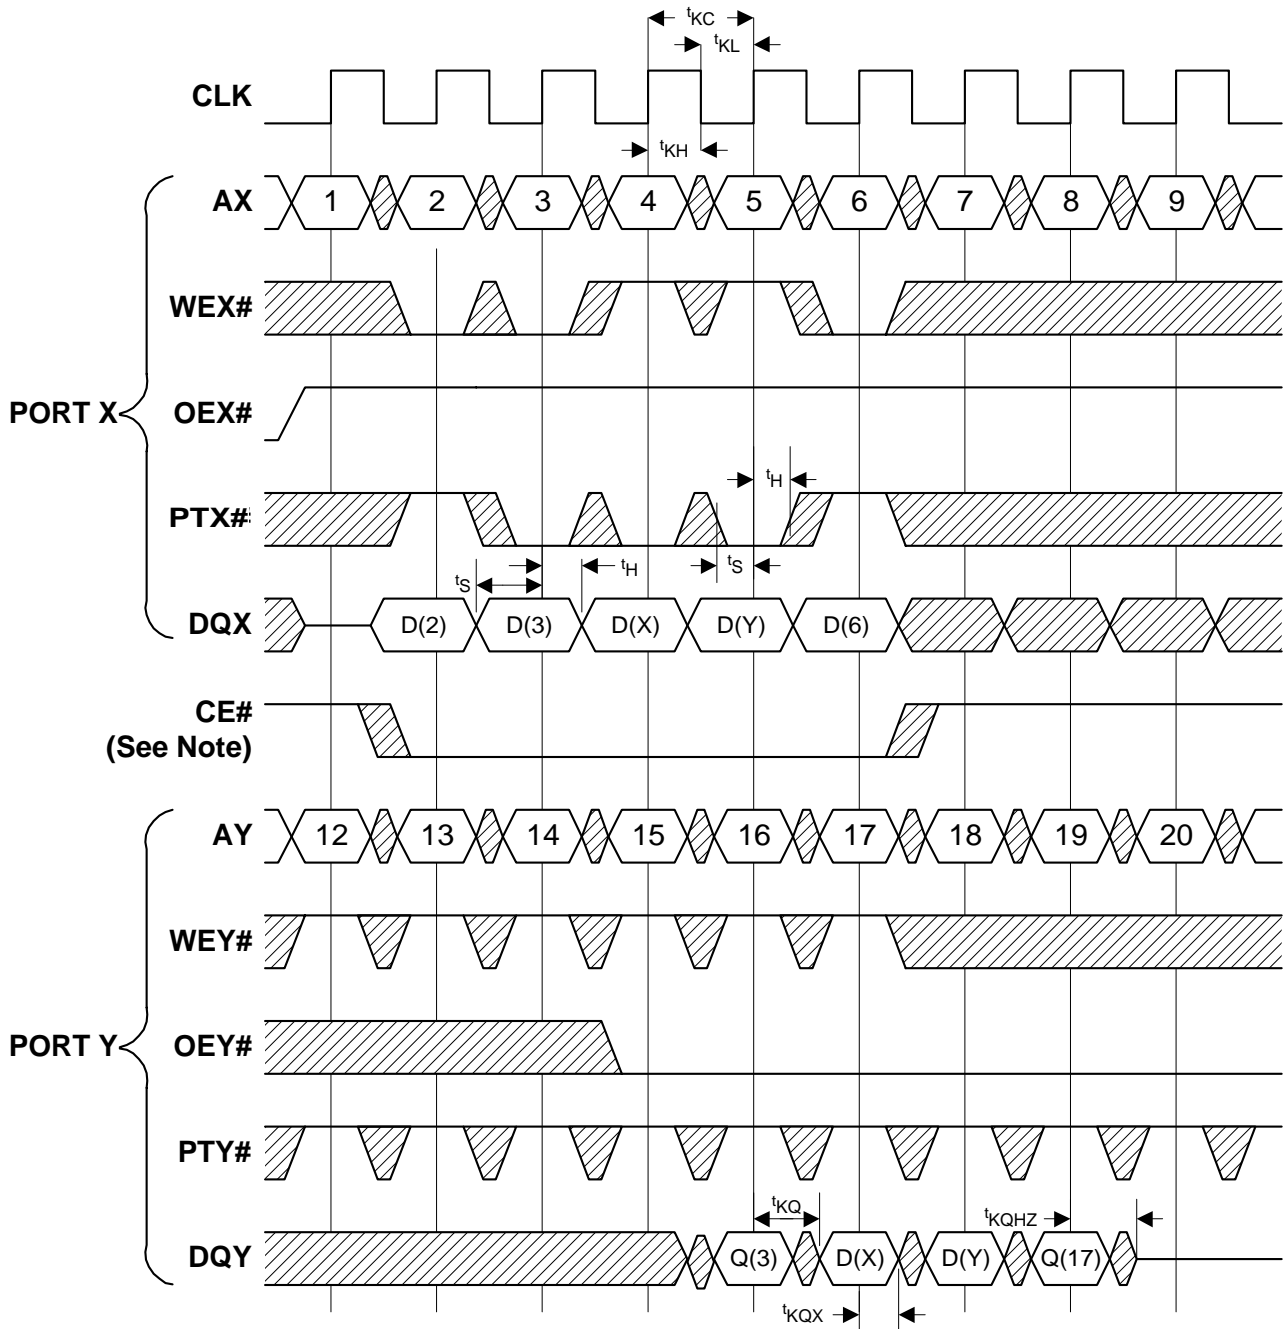 tKC
tKL
CLK
tKH
AX 1 2 3 4 5 6 7 8 9
WEX#
PORT X OEX#
tH
PTX#
tS tH tS
DQX D(2) D(3) D(X) D(Y) D(6)
CE#
(See Note)
AY 12 13 14 15 16 17 18 19 20
WEY#
PORT Y OEY#
PTY#
tKQ tKQHZ
DQY Q(3) D(X) D(Y) Q(17)
tKQX